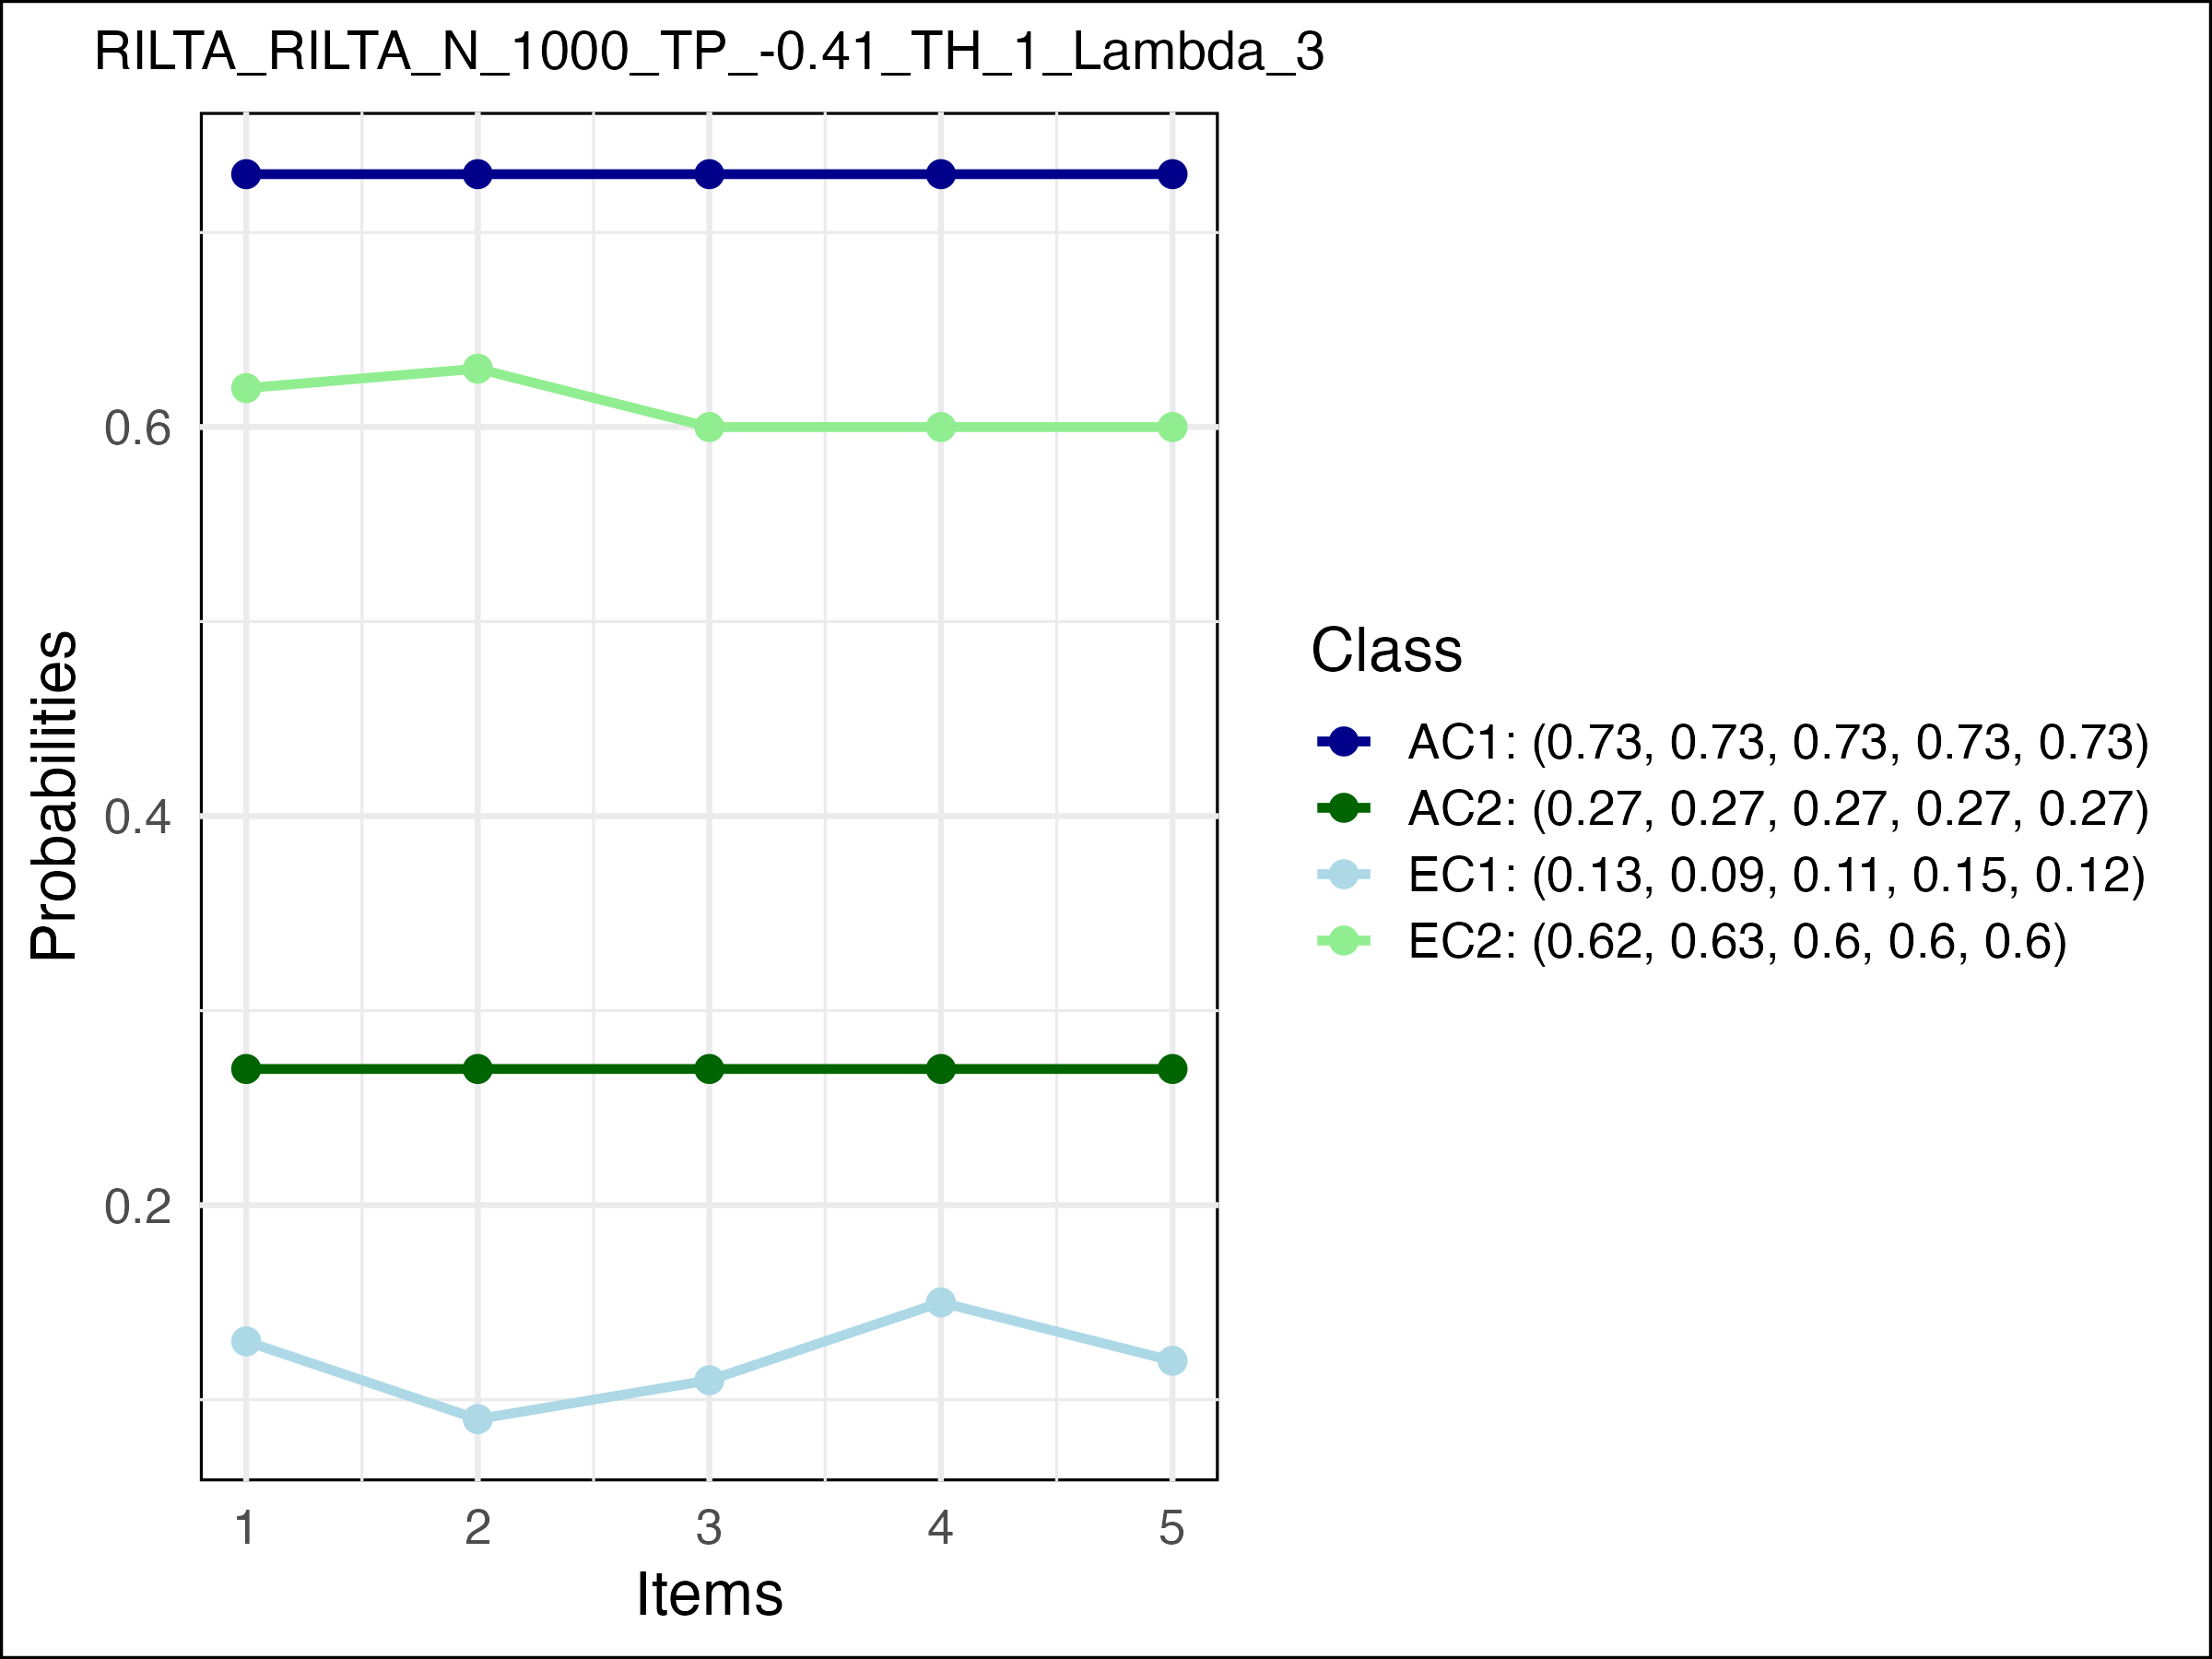 RILTA_RILTA_N_1000_TP_-0.41_TH_1_Lambda_3
Probabilities
0.6
0.4
0.2
1 2 3 4 5
Items
Class
AC1: (0.73, 0.73, 0.73, 0.73, 0.73)
AC2: (0.27, 0.27, 0.27, 0.27, 0.27)
EC1: (0.13, 0.09, 0.11, 0.15, 0.12)
EC2: (0.62, 0.63, 0.6, 0.6, 0.6)